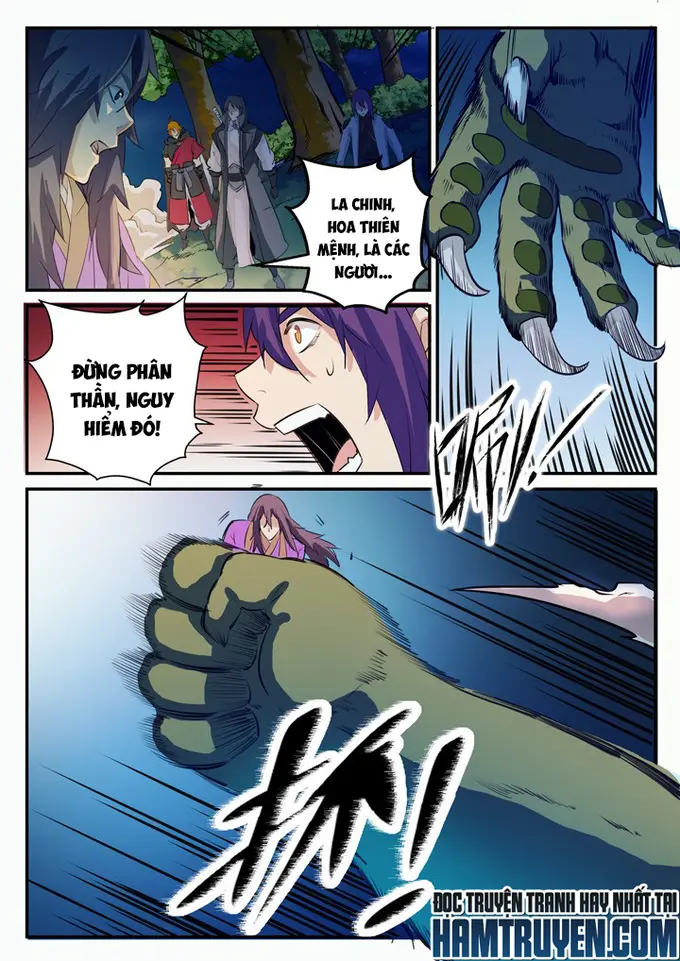 LA CHINH,
HOA THIÊN
MỆNH, LÀ CÁC
NGƯƠI...
ĐỪNG PHÂN
THẦN, NGUY
HIỂM ĐÓ!
抓!
ĐỌC TRUYỆN TRANH HAY NHẤT TẠI
HAMTRUYEN.COM